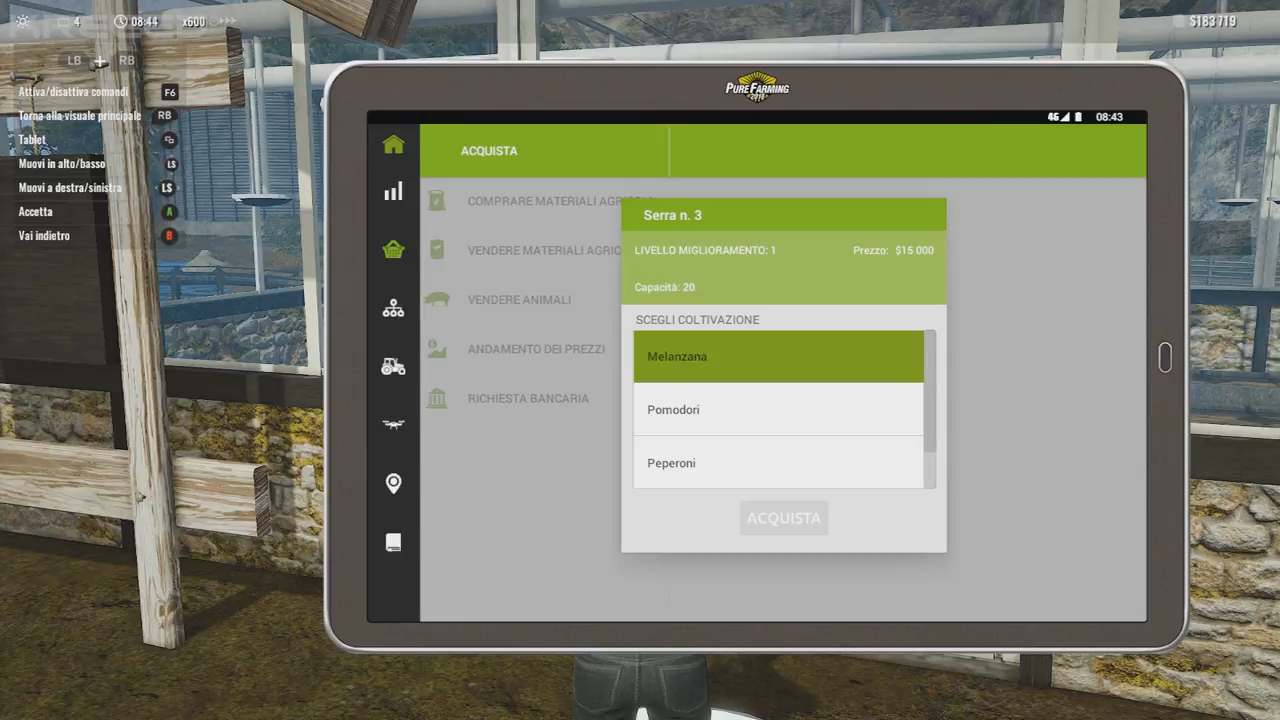 4 08:44 x600
$183 719
LB + RB
Attiva/disattiva comandi F6
Torna alla visuale principale RB
Tablet
Muovi in alto/basso LS
Muovi a destra/sinistra LS
Accetta A
Vai indietro B
PURE FARMING
2018
4G 08:43
ACQUISTA
COMPRARE MATERIALI AGRICOLI
VENDERE MATERIALI AGRIC
VENDERE ANIMALI
ANDAMENTO DEI PREZZI
RICHIESTA BANCARIA
Serra n. 3
LIVELLO MIGLIORAMENTO: 1 Prezzo: $15 000
Capacità: 20
SCEGLI COLTIVAZIONE
Melanzana
Pomodori
Peperoni
ACQUISTA